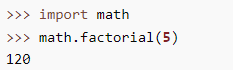 >>> import math
>>> math.factorial(5)
120